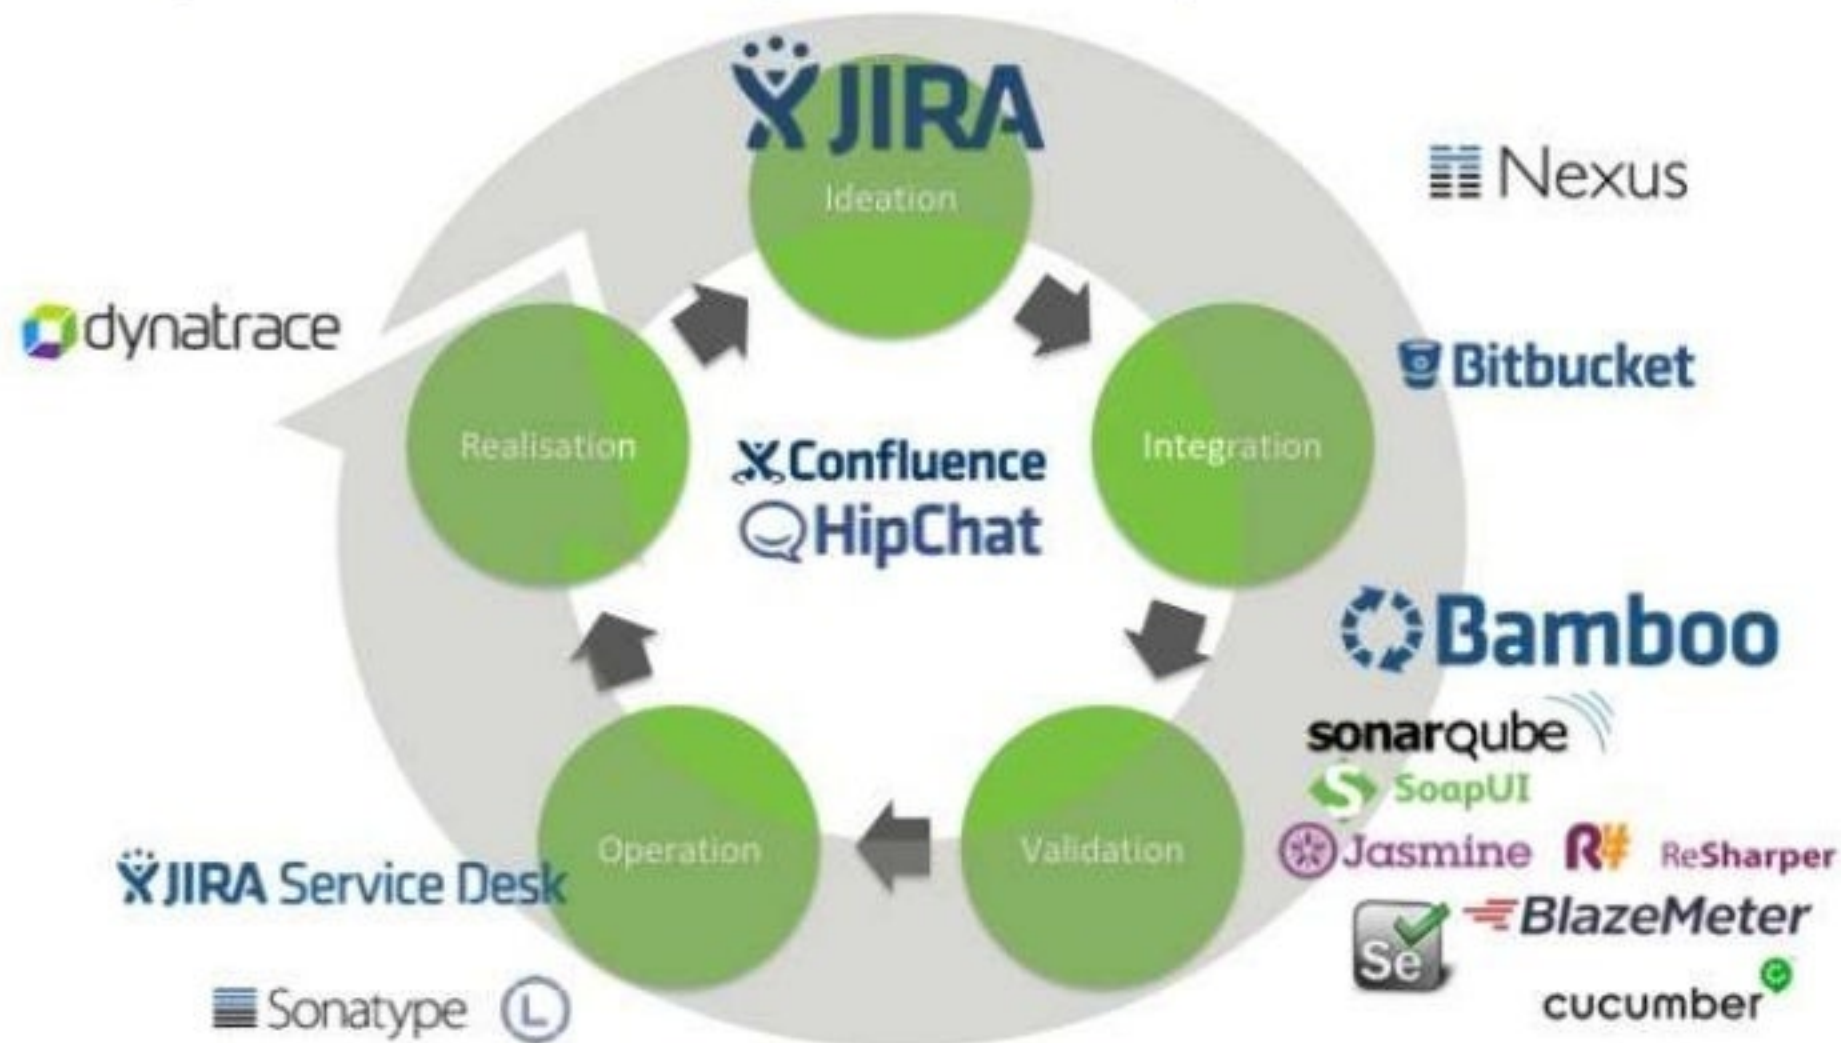 JIRA
Ideation
Nexus
dynatrace
Bitbucket
Realisation
Integration
Confluence
HipChat
Bamboo
sonarqube
SoapUI
Operation
Validation
Jasmine R# ReSharper
JIRA Service Desk
BlazeMeter
Se
cucumber
Sonatype L